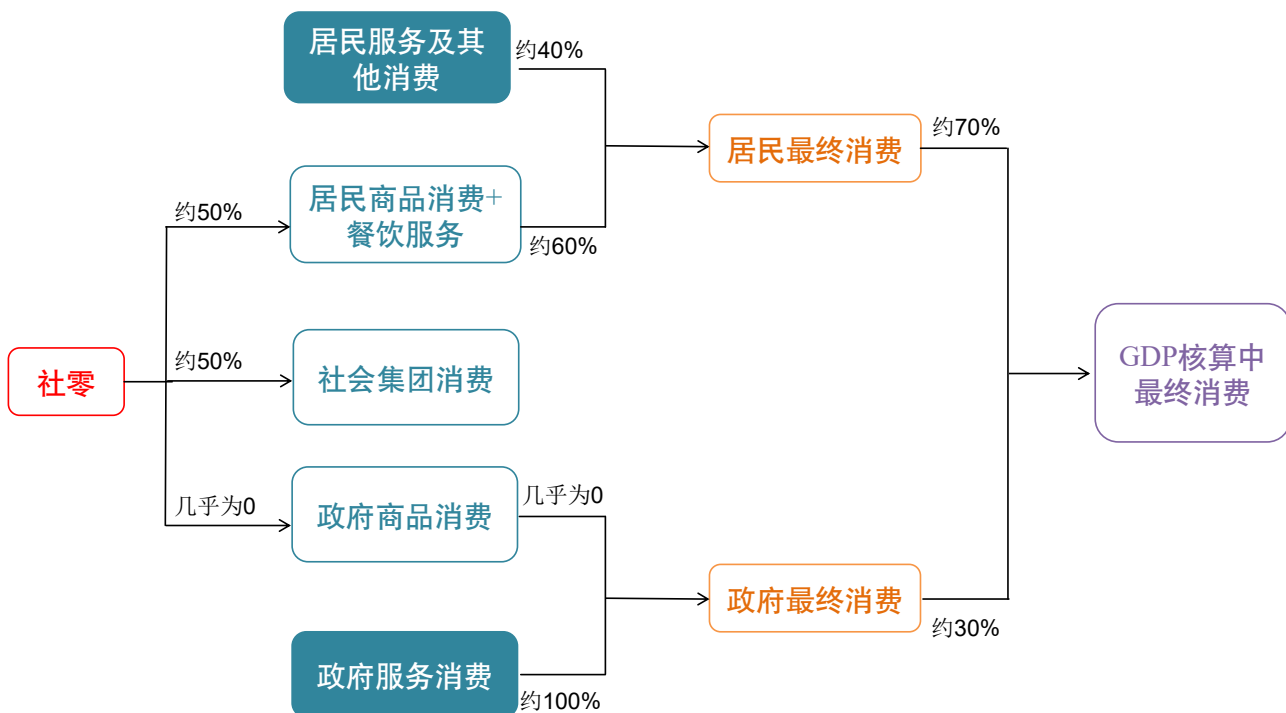 居民服务及其
他消费
约40%
居民最终消费
约70%
居民商品消费+
餐饮服务
约50%
约60%
社零
约50%
社会集团消费
GDP核算中
最终消费
几乎为0
政府商品消费
几乎为0
政府最终消费
约30%
政府服务消费
约100%